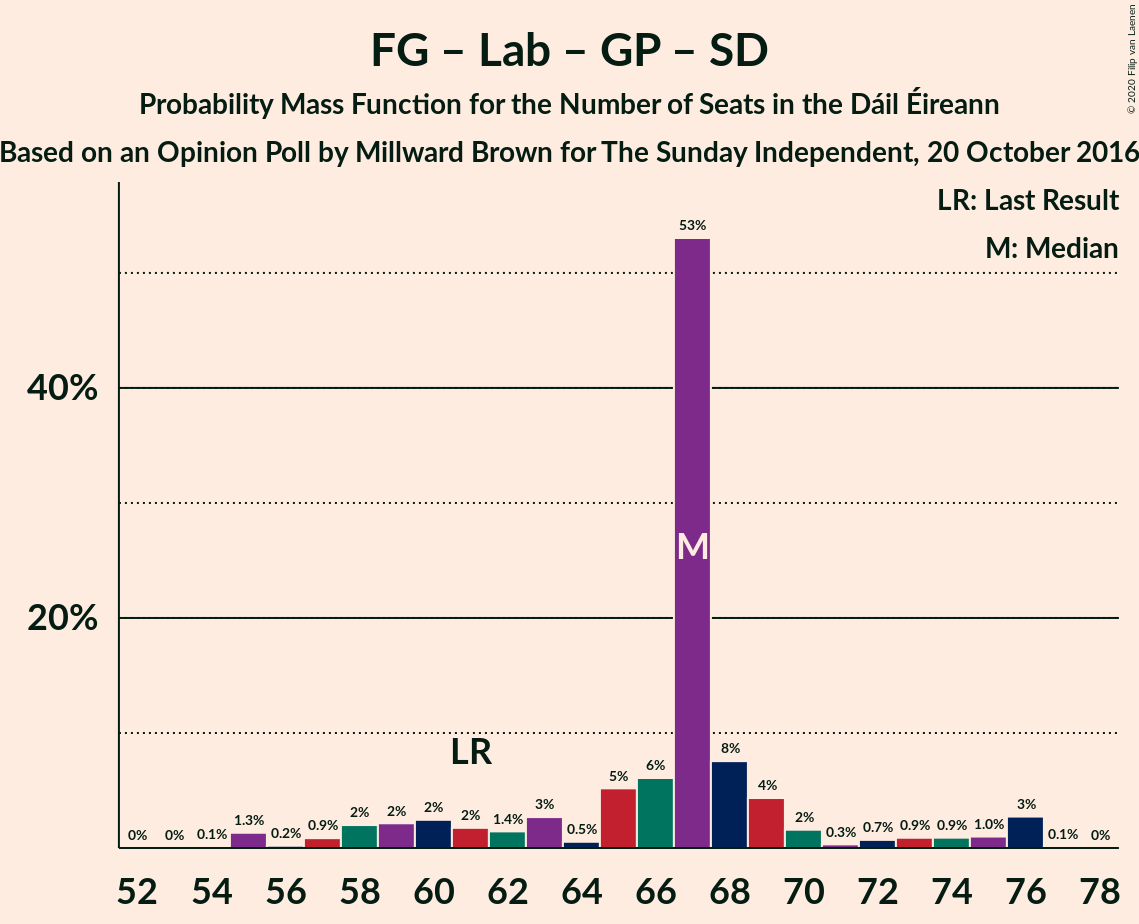 FG – Lab – GP – SD
Probability Mass Function for the Number of Seats in the Dáil Éireann
Based on an Opinion Poll by Millward Brown for The Sunday Independent, 20 October 2016
© 2020 Filip van Laenen
LR: Last Result
M: Median
40%
20%
0% 0% 0.1% 1.3% 0.2% 0.9% 2% 2% 2% 2% 1.4% 3% 0.5% 5% 6% 53% 8% 4% 2% 0.3% 0.7% 0.9% 0.9% 1.0% 3% 0.1% 0%
LR
M
52 54 56 58 60 62 64 66 68 70 72 74 76 78